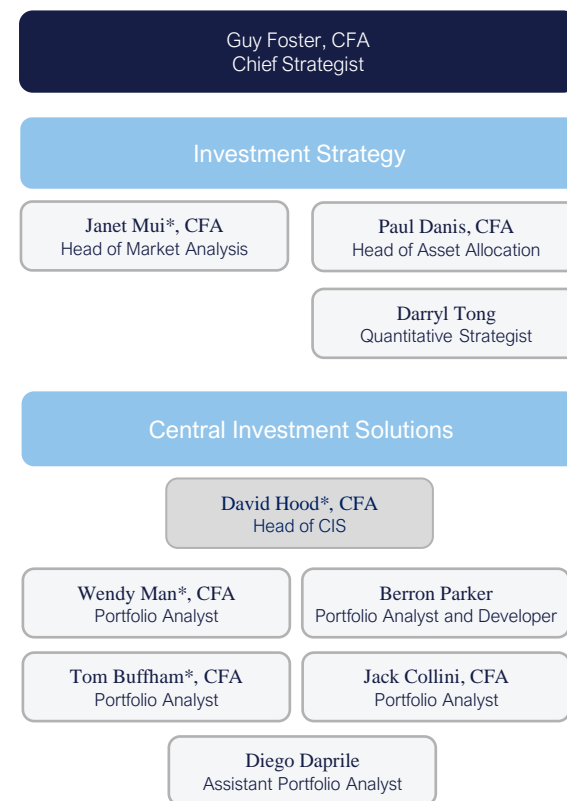 Guy Foster, CFA
Chief Strategist
Investment Strategy
Janet Mui*, CFA
Head of Market Analysis
Paul Danis, CFA
Head of Asset Allocation
Darryl Tong
Quantitative Strategist
Central Investment Solutions
David Hood*, CFA
Head of CIS
Wendy Man*, CFA
Portfolio Analyst
Berron Parker
Portfolio Analyst and Developer
Tom Buffham*, CFA
Portfolio Analyst
Jack Collini, CFA
Portfolio Analyst
Diego Daprile
Assistant Portfolio Analyst